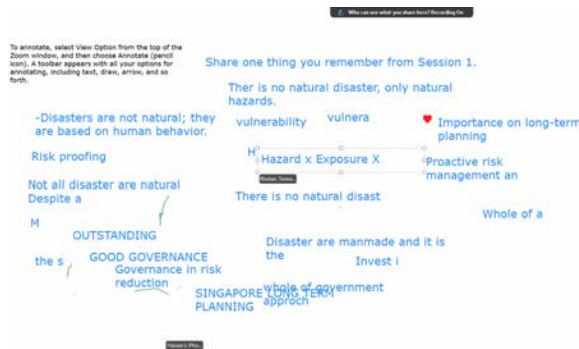 Who can see what you share here? Recording On
To annotate, select View Option from the top of the
Zoom window, and then choose Annotate (pencil
icon). A toolbar appears with all your options for
annotating, including text, draw, arrow, and so
forth.
Share one thing you remember from Session 1.
Ther is no natural disaster, only natural
hazards.
-Disasters are not natural; they
are based on human behavior.
vulnerability
vulnera
Importance on long-term
planning
Risk proofing
H
Hazard x Exposure X
Proactive risk
management an
Not all disaster are natural
Despite a
There is no natural disast
Whole of a
M
r
OUTSTANDING
Disaster are manmade and it is
the
the s
GOOD GOVERNANCE
Invest i
Governance in risk
reduction
SINGAPORE LONG TERM
PLANNING
whole of government
approch